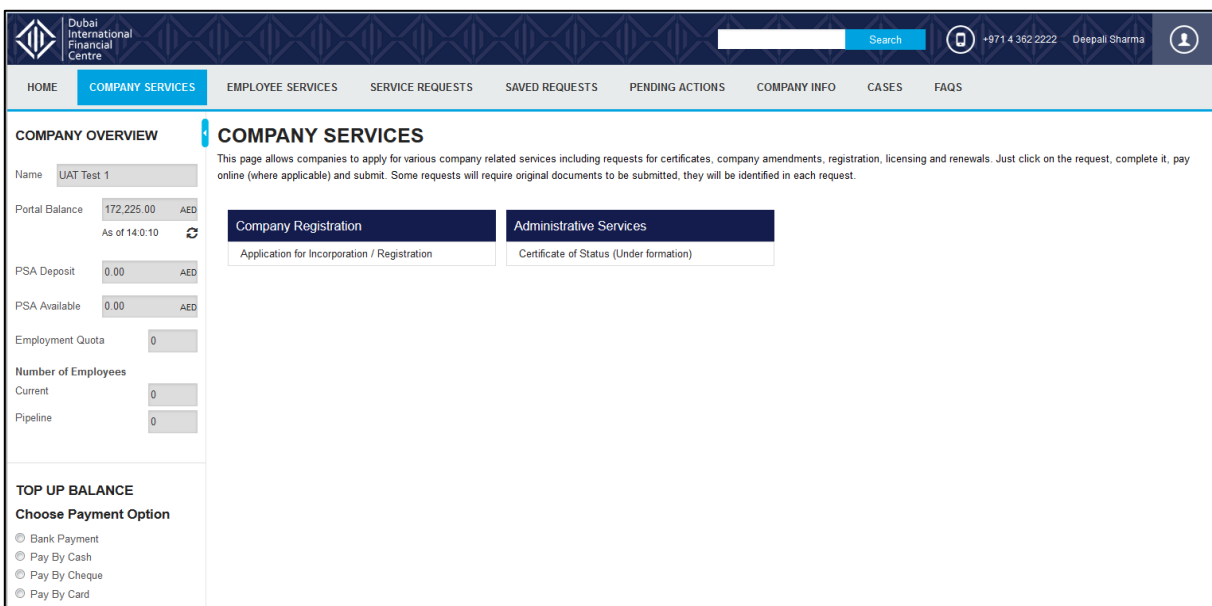 Dubai
International
Financial
Centre
Search
+971 4 362 2222 Deepali Sharma
HOME COMPANY SERVICES EMPLOYEE SERVICES SERVICE REQUESTS SAVED REQUESTS PENDING ACTIONS COMPANY INFO CASES FAQS
COMPANY OVERVIEW
Name UAT Test 1
Portal Balance 172,225.00 AED
As of 14:0:10
PSA Deposit 0.00 AED
PSA Available 0.00 AED
Employment Quota 0
Number of Employees
Current 0
Pipeline 0
TOP UP BALANCE
Choose Payment Option
Bank Payment
Pay By Cash
Pay By Cheque
Pay By Card
COMPANY SERVICES
This page allows companies to apply for various company related services including requests for certificates, company amendments, registration, licensing and renewals. Just click on the request, complete it, pay
online (where applicable) and submit. Some requests will require original documents to be submitted, they will be identified in each request.
Company Registration
Application for Incorporation / Registration
Administrative Services
Certificate of Status (Under formation)